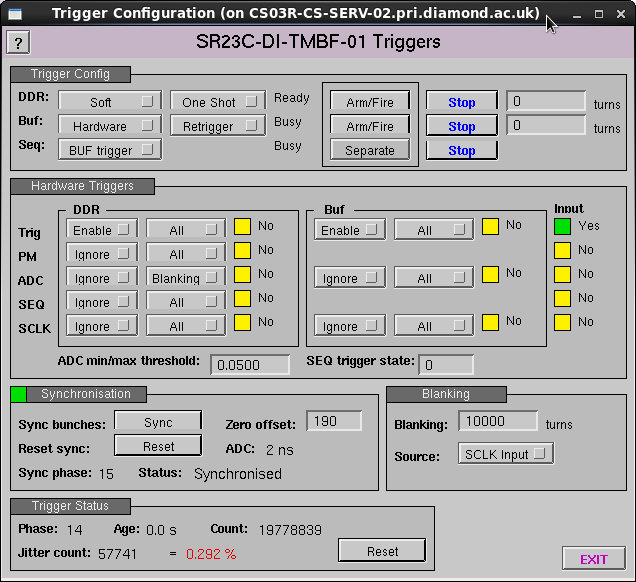 Trigger Configuration (on CS03R-CS-SERV-02.pri.diamond.ac.uk)
? SR23C-DI-TMBF-01 Triggers
Trigger Config
DDR: Soft One Shot Ready Arm/Fire Stop 0 turns
Buf: Hardware Retrigger Busy Arm/Fire Stop 0 turns
Seq: BUF trigger Busy Separate Stop
Hardware Triggers
DDR Buf Input
Trig Enable All No Enable All No Yes
PM Ignore All No No
ADC Ignore Blanking No Ignore All No No
SEQ Ignore All No No
SCLK Ignore All No Ignore All No No
ADC min/max threshold: 0.0500 SEQ trigger state: 0
Synchronisation
Sync bunches: Sync Zero offset: 190
Reset sync: Reset ADC: 2 ns
Sync phase: 15 Status: Synchronised
Blanking
Blanking: 10000 turns
Source: SCLK Input
Trigger Status
Phase: 14 Age: 0.0 s Count: 19778839
Jitter count: 57741 = 0.292 % Reset
EXIT